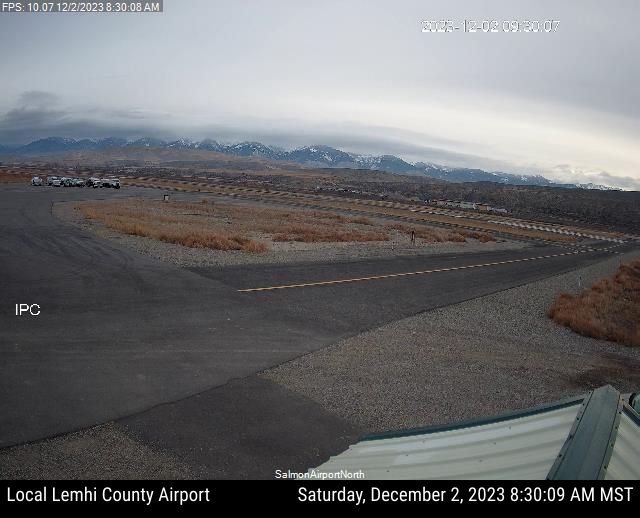 FPS: 10.07 12/2/2023 8:30:08 AM
2023-12-02 09:30:07
IPC
SalmonAirportNorth
Local Lemhi County Airport
Saturday, December 2, 2023 8:30:09 AM MST